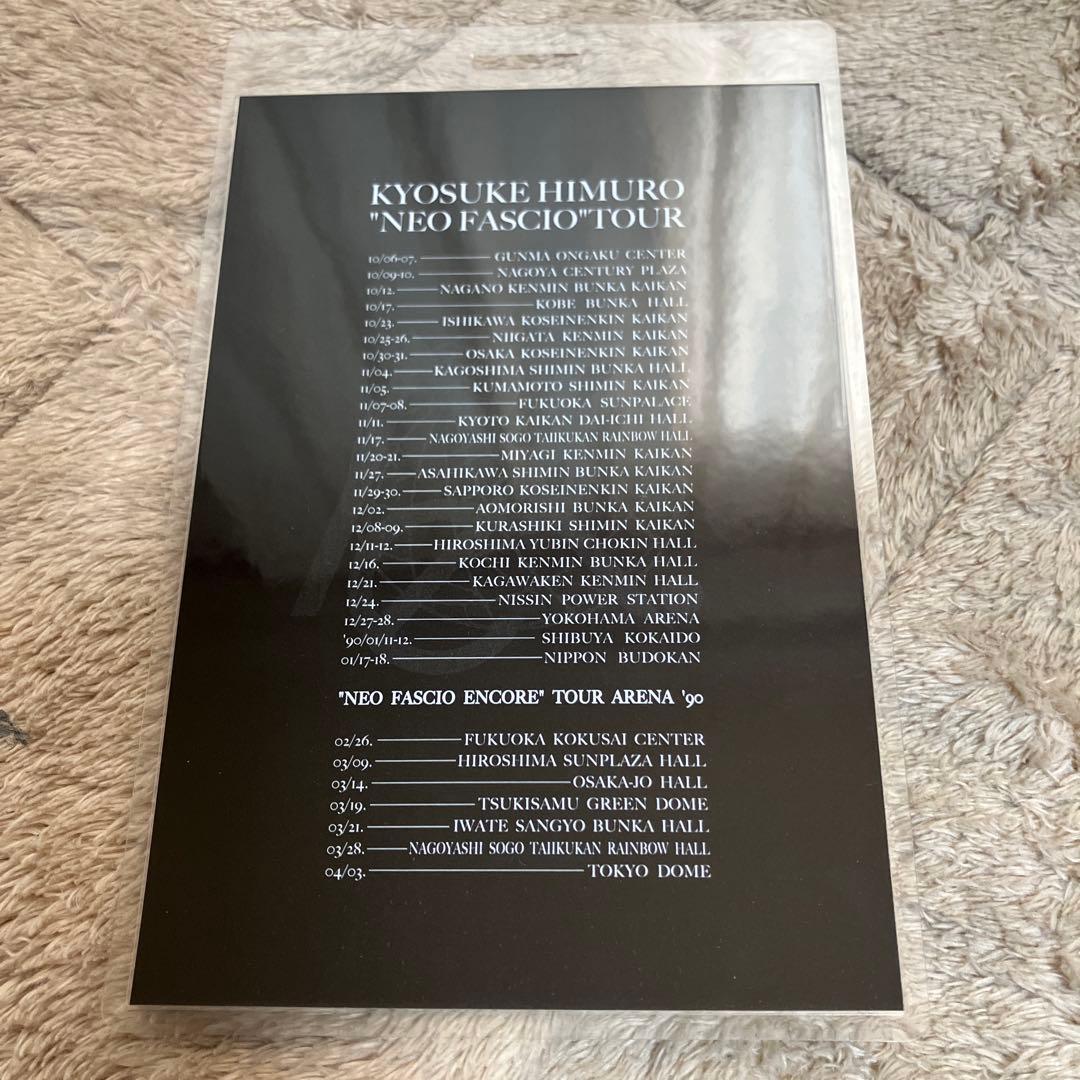 KYOSUKE HIMURO
"NEO FASCIO" TOUR
10/06-07. GUNMA ONGAKU CENTER
10/09-10. NAGOYA CENTURY PLAZA
10/12. NAGANO KENMIN BUNKA KAIKAN
10/17. KOBE BUNKA HALL
10/23. ISHIKAWA KOSEINENKIN KAIKAN
10/25-26. NIIGATA KENMIN KAIKAN
10/30-31. OSAKA KOSEINENKIN KAIKAN
11/04. KAGOSHIMA SHIMIN BUNKA HALL
11/05. KUMAMOTO SHIMIN KAIKAN
11/07-08. FUKUOKA SUNPALACE
11/11. KYOTO KAIKAN DAI-ICHI HALL
11/17. NAGOYASHI SOGO TAIIKUKAN RAINBOW HALL
11/20-21. MIYAGI KENMIN KAIKAN
11/27. ASAHIKAWA SHIMIN BUNKA KAIKAN
11/29-30. SAPPORO KOSEINENKIN KAIKAN
12/02. AOMORISHI BUNKA KAIKAN
12/08-09. KURASHIKI SHIMIN KAIKAN
12/11-12. HIROSHIMA YUBIN CHOKIN HALL
12/16. KOCHI KENMIN BUNKA HALL
12/21. KAGAWAKEN KENMIN HALL
12/24. NISSIN POWER STATION
12/27-28. YOKOHAMA ARENA
'90/01/11-12. SHIBUYA KOKAIDO
01/17-18. NIPPON BUDOKAN
"NEO FASCIO ENCORE" TOUR ARENA '90
02/26. FUKUOKA KOKUSAI CENTER
03/09. HIROSHIMA SUNPLAZA HALL
03/14. OSAKA-JO HALL
03/19. TSUKISAMU GREEN DOME
03/21. IWATE SANGYO BUNKA HALL
03/28. NAGOYASHI SOGO TAIIKUKAN RAINBOW HALL
04/03. TOKYO DOME